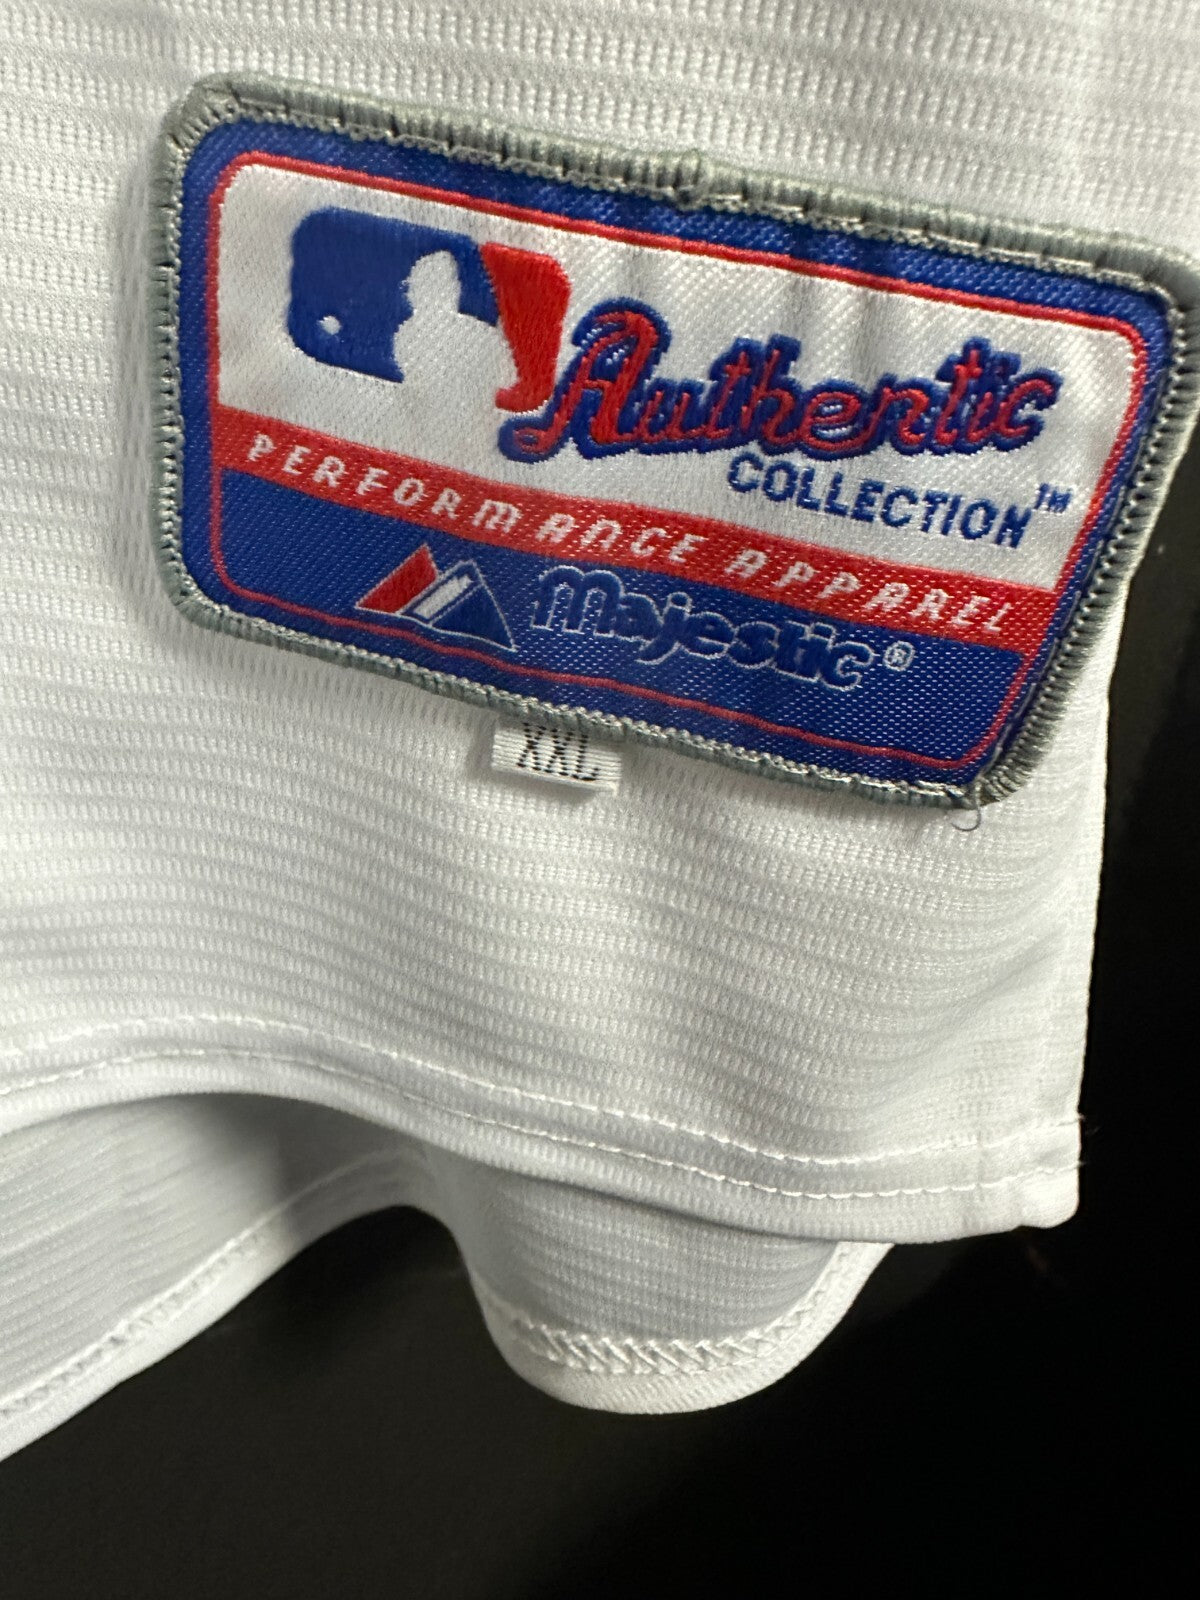 Authentic
COLLECTION™
PERFORMANCE APPAREL
Majestic®
XXL